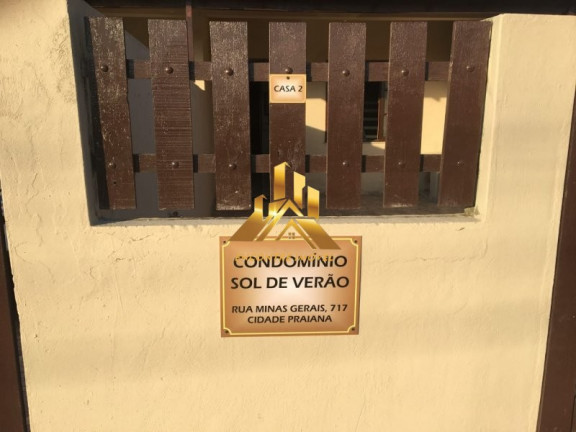 CASA 2
CONDOMÍNIO
SOL DE VERÃO
RUA MINAS GERAIS, 717
CIDADE PRAIANA